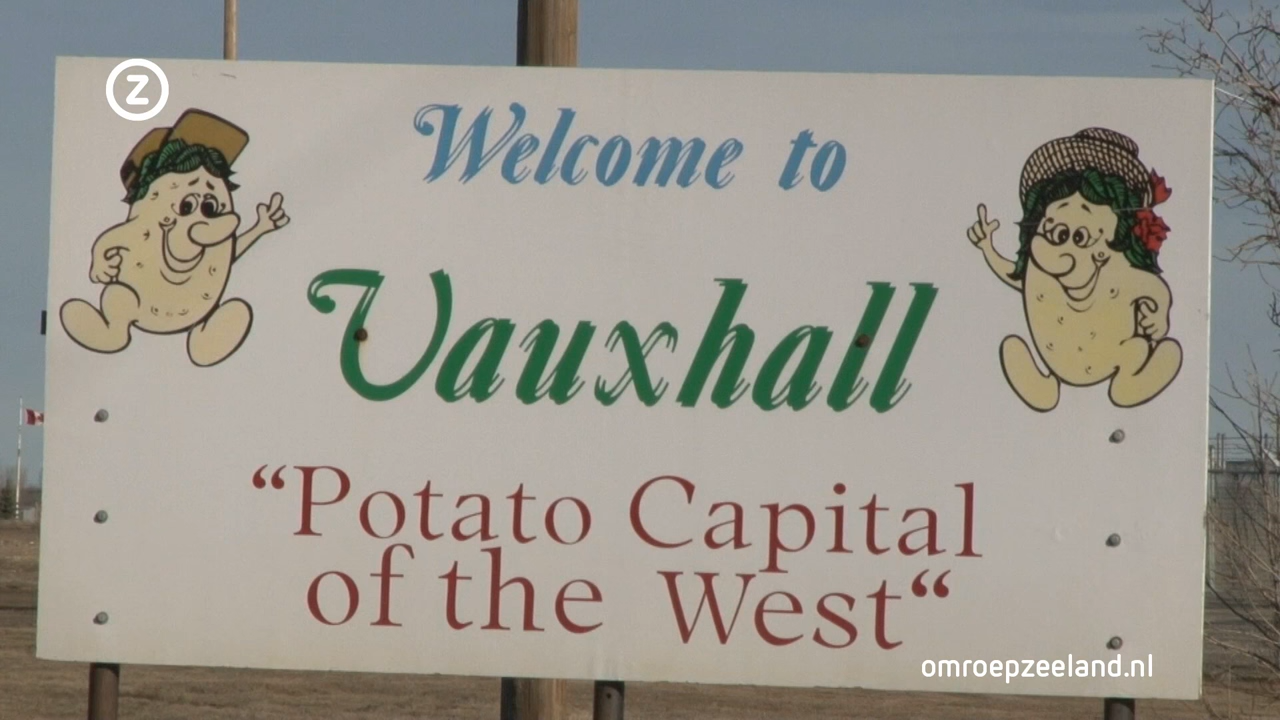 Z
Welcome to
Vauxhall
“Potato Capital
of the West“
omroepzeeland.nl